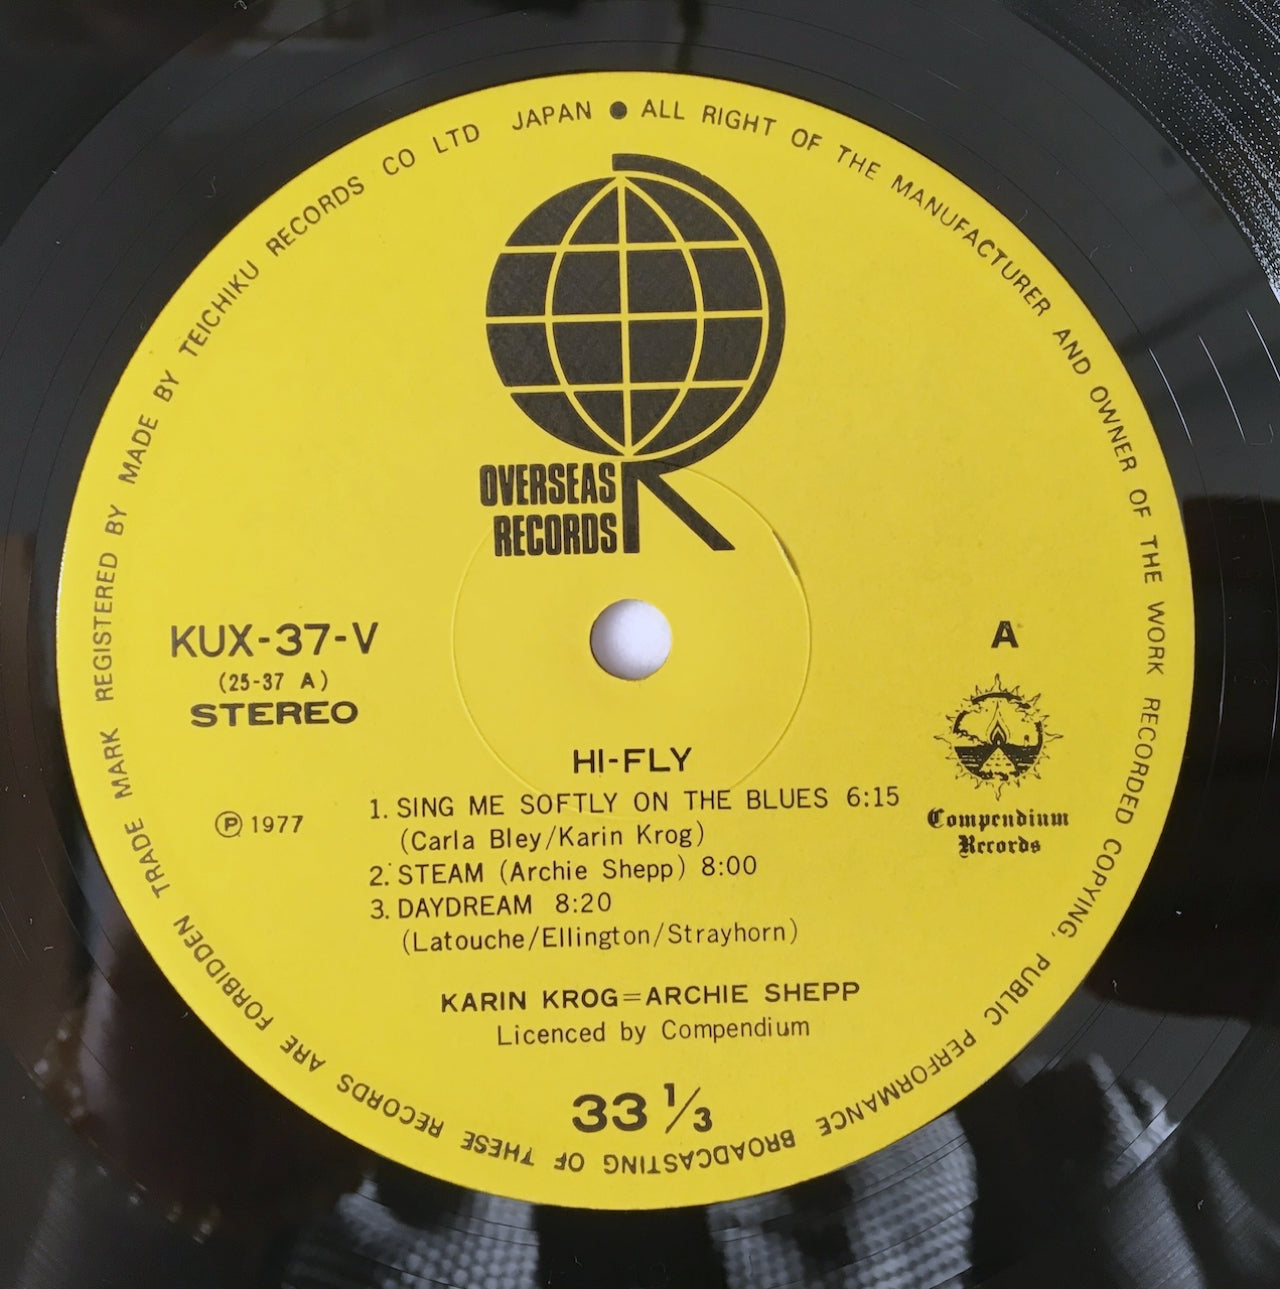 TRADE MARK REGISTERED BY MADE BY TEICHIKU RECORDS CO LTD JAPAN ● ALL RIGHT OF THE MANUFACTURER AND OWNER OF THE WORK RECORDED COPYING, PUBLIC PERFORMANCE BROADCASTING OF THESE RECORDS ARE FORBIDDEN
OVERSEAS
RECORDS
R
KUX-37-V
(25-37 A)
STEREO
A
Ⓟ 1977
Compendium
Records
HI-FLY
1. SING ME SOFTLY ON THE BLUES 6:15
(Carla Bley/Karin Krog)
2. STEAM (Archie Shepp) 8:00
3. DAYDREAM 8:20
(Latouche/Ellington/Strayhorn)
KARIN KROG=ARCHIE SHEPP
Licenced by Compendium
33 1/3